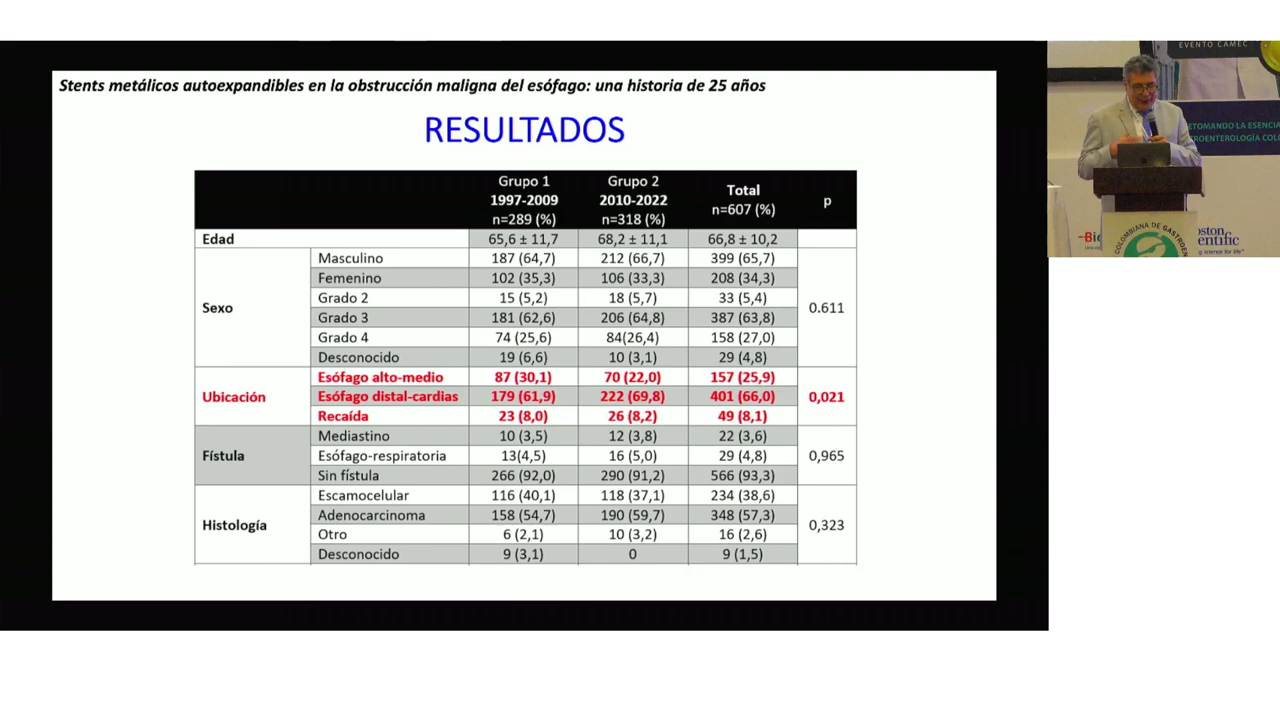 Stents metálicos autoexpandibles en la obstrucción maligna del esófago: una historia de 25 años
RESULTADOS
Grupo 1 1997-2009 n=289 (%) Grupo 2 2010-2022 n=318 (%) Total n=607 (%) p
Edad 65,6 ± 11,7 68,2 ± 11,1 66,8 ± 10,2
Sexo Masculino 187 (64,7) 212 (66,7) 399 (65,7) 0.611
Femenino 102 (35,3) 106 (33,3) 208 (34,3)
Grado 2 15 (5,2) 18 (5,7) 33 (5,4)
Grado 3 181 (62,6) 206 (64,8) 387 (63,8)
Grado 4 74 (25,6) 84(26,4) 158 (27,0)
Desconocido 19 (6,6) 10 (3,1) 29 (4,8)
Ubicación Esófago alto-medio 87 (30,1) 70 (22,0) 157 (25,9) 0,021
Esófago distal-cardias 179 (61,9) 222 (69,8) 401 (66,0)
Recaída 23 (8,0) 26 (8,2) 49 (8,1)
Fístula Mediastino 10 (3,5) 12 (3,8) 22 (3,6) 0,965
Esófago-respiratoria 13(4,5) 16 (5,0) 29 (4,8)
Sin fístula 266 (92,0) 290 (91,2) 566 (93,3)
Histología Escamocelular 116 (40,1) 118 (37,1) 234 (38,6) 0,323
Adenocarcinoma 158 (54,7) 190 (59,7) 348 (57,3)
Otro 6 (2,1) 10 (3,2) 16 (2,6)
Desconocido 9 (3,1) 0 9 (1,5)
EVENTO CAMEC
ETOMANDO LA ESENCIA
TROENTEROLOGÍA COL
COLOMBIANA DE GASTROEN
ston
entific